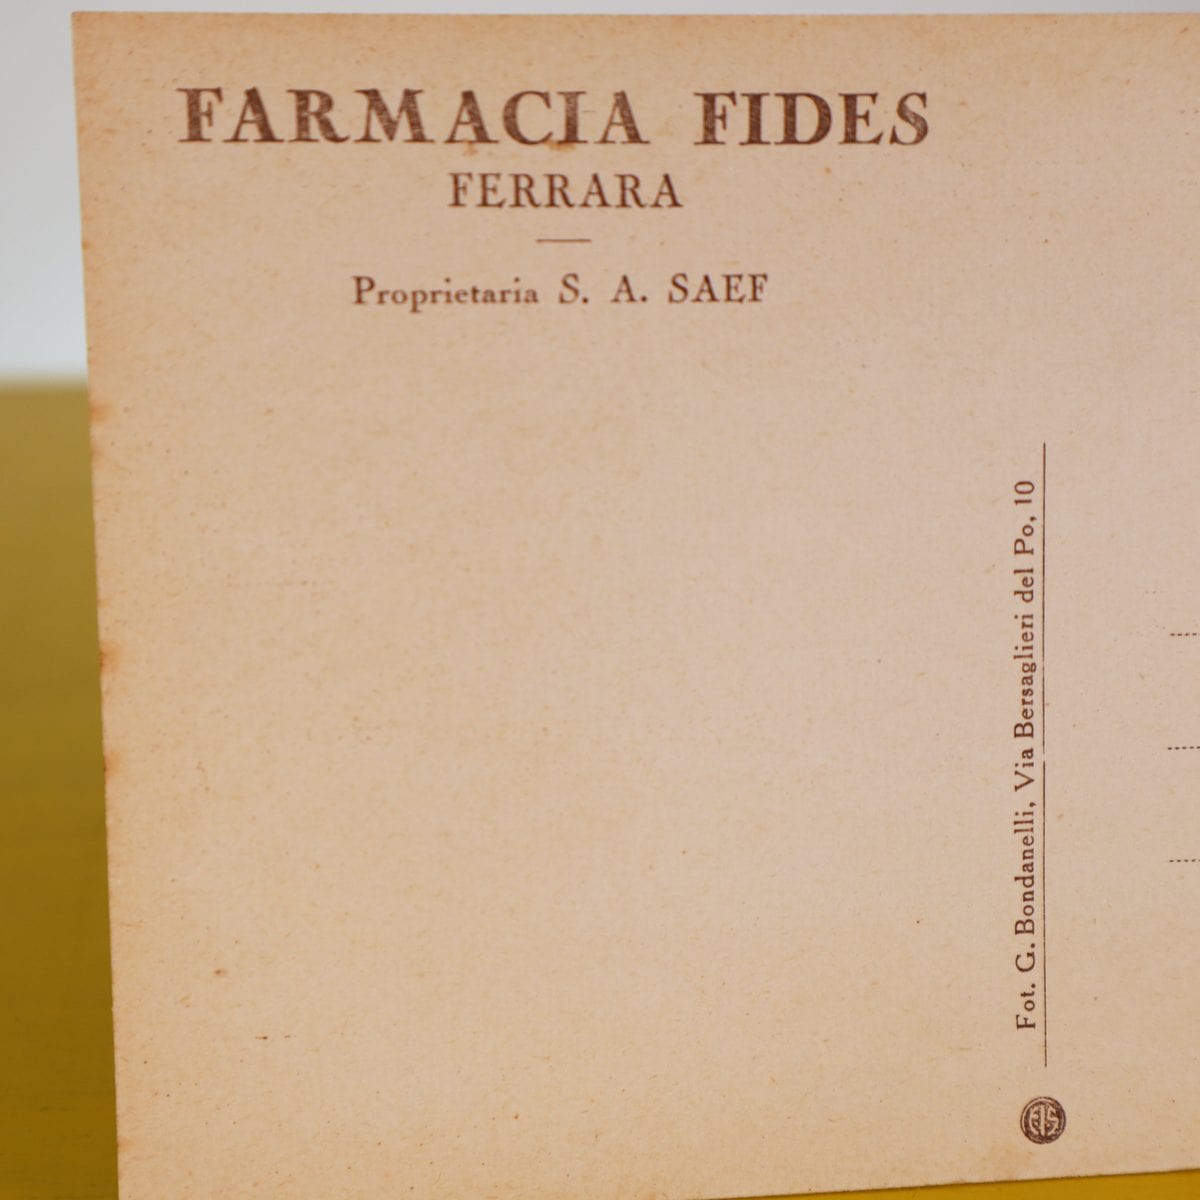 FARMACIA FIDES
FERRARA
Proprietaria S. A. SAEF
Fot. G. Bondanelli, Via Bersaglieri del Po, 10